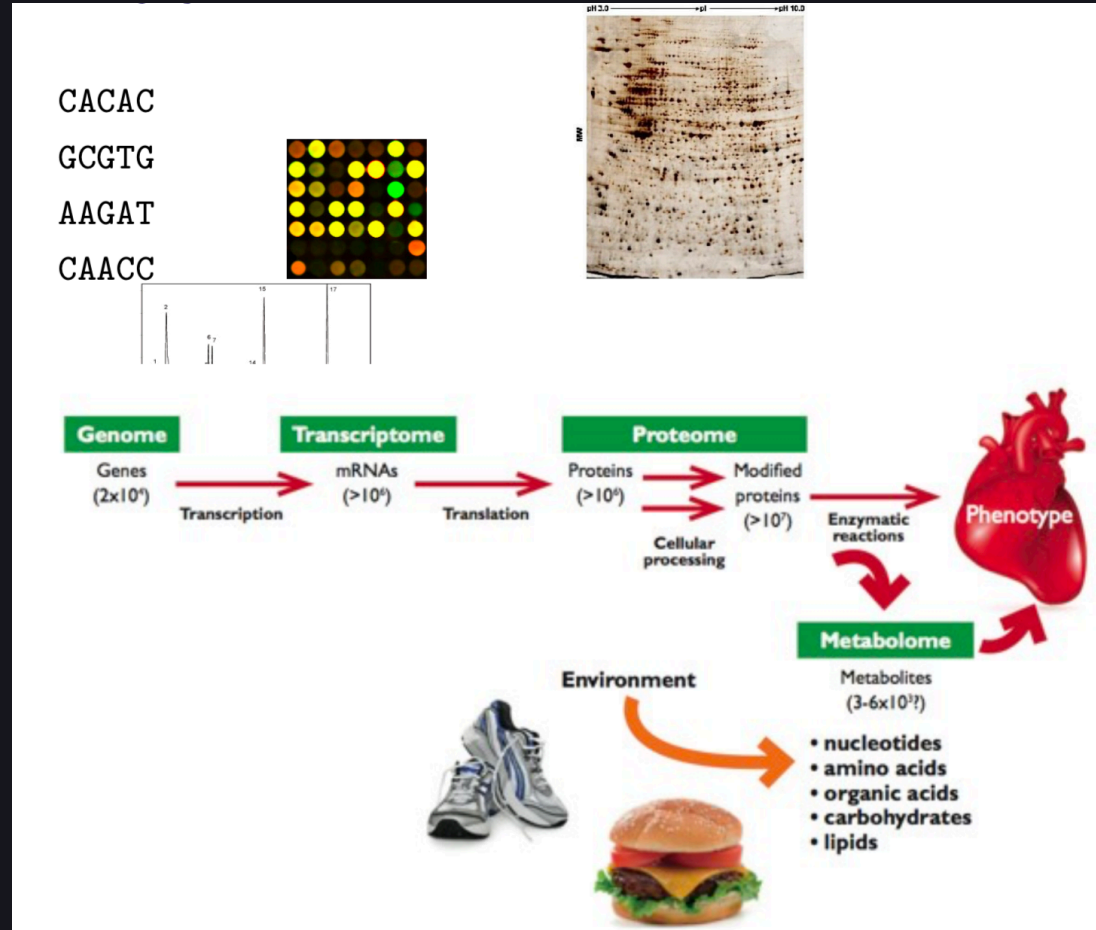 pH 3.0 pI pH 10.0
MW
CACAC
GCGTG
AAGAT
CAACC
15
17
2
6
7
1
14
Genome
Genes
(2x10⁴)
Transcription
Transcriptome
mRNAs
(>10⁶)
Translation
Proteome
Proteins
(>10⁶)
Cellular
processing
Modified
proteins
(>10⁷)
Enzymatic
reactions
Phenotype
Metabolome
Metabolites
(3-6x10³?)
Environment
• nucleotides
• amino acids
• organic acids
• carbohydrates
• lipids